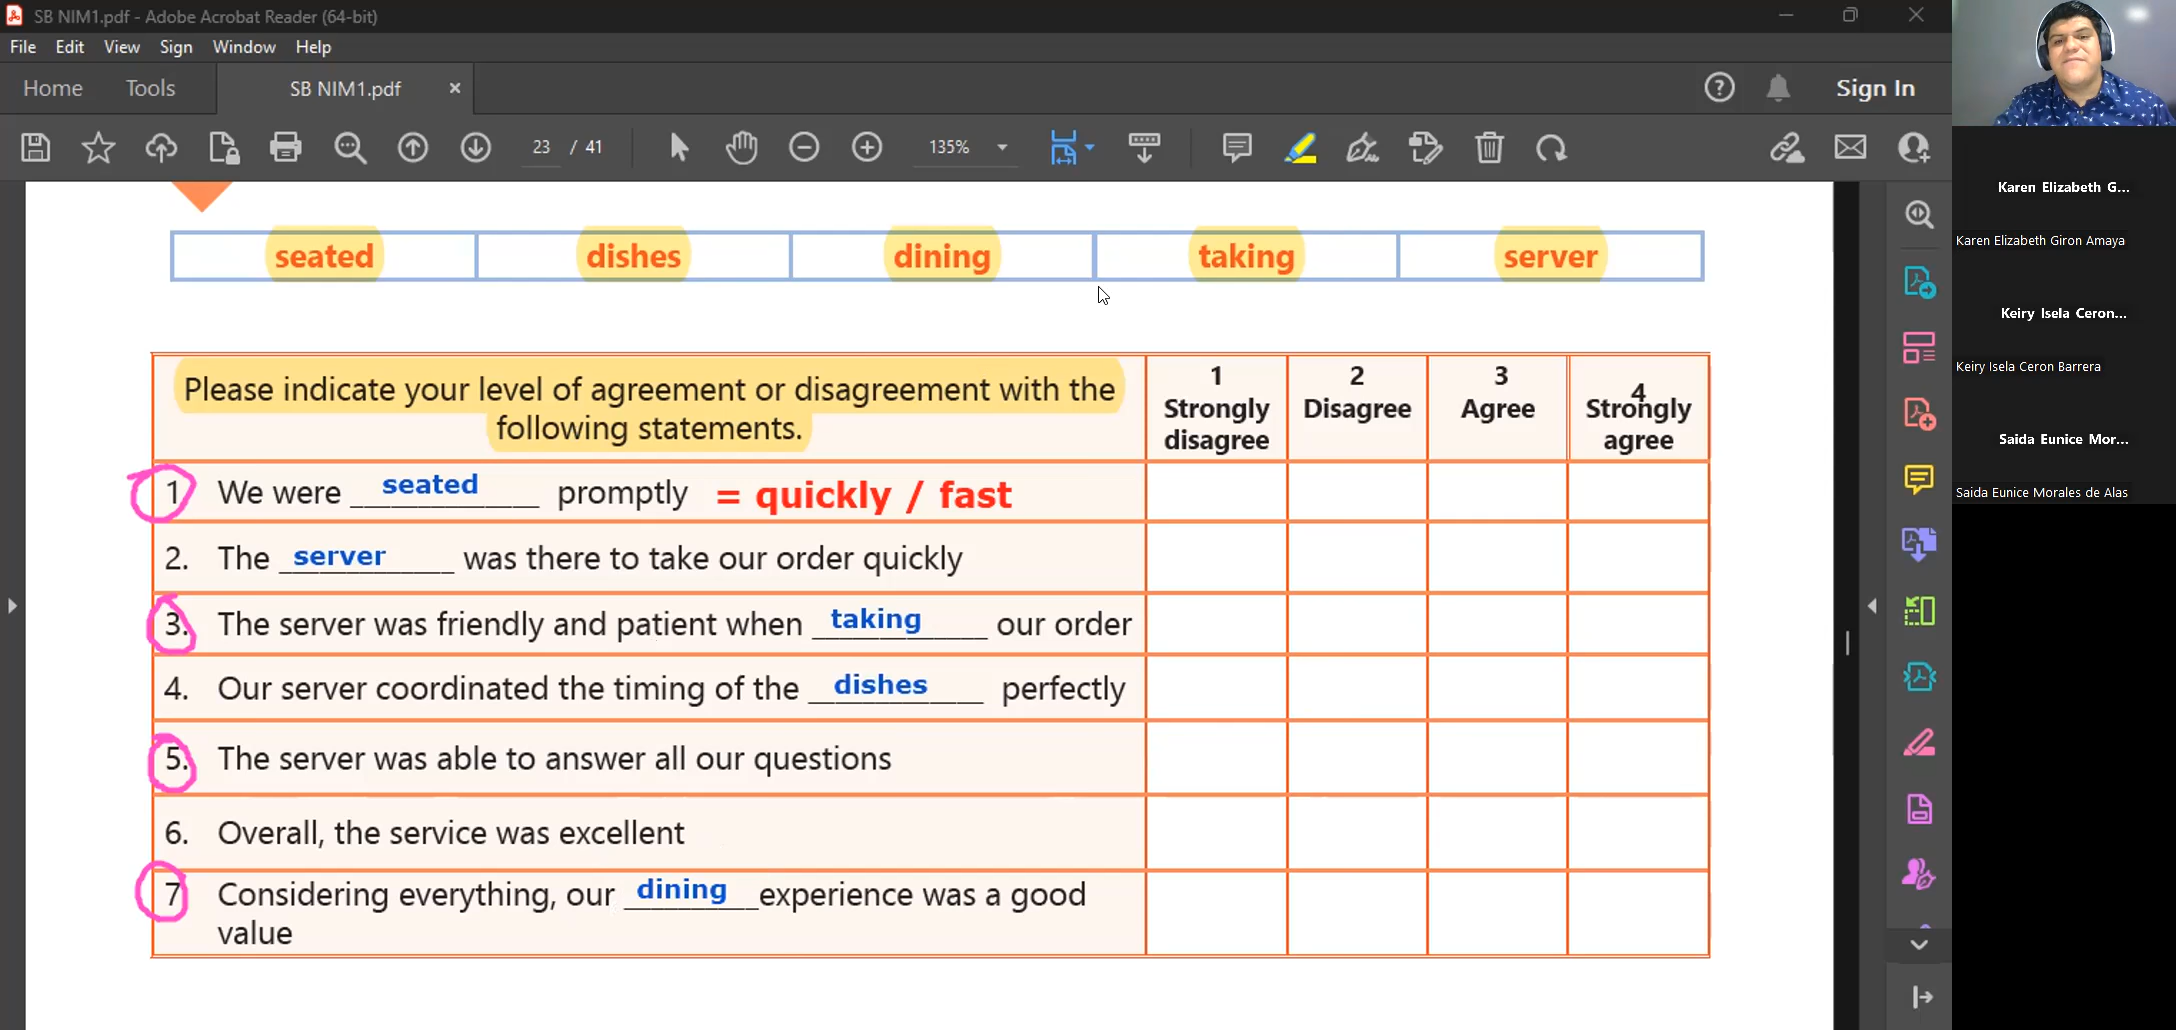 SB NIM1.pdf - Adobe Acrobat Reader (64-bit)
File Edit View Sign Window Help
Home Tools SB NIM1.pdf × Sign In
23 / 41 135%
seated dishes dining taking server
Please indicate your level of agreement or disagreement with the
following statements.
1
Strongly
disagree
2
Disagree
3
Agree
4
Strongly
agree
1 We were seated promptly = quickly / fast
2. The server was there to take our order quickly
3. The server was friendly and patient when taking our order
4. Our server coordinated the timing of the dishes perfectly
5. The server was able to answer all our questions
6. Overall, the service was excellent
7 Considering everything, our dining experience was a good
value
Karen Elizabeth G...
Karen Elizabeth Giron Amaya
Keiry Isela Ceron...
Keiry Isela Ceron Barrera
Saida Eunice Mor...
Saida Eunice Morales de Alas